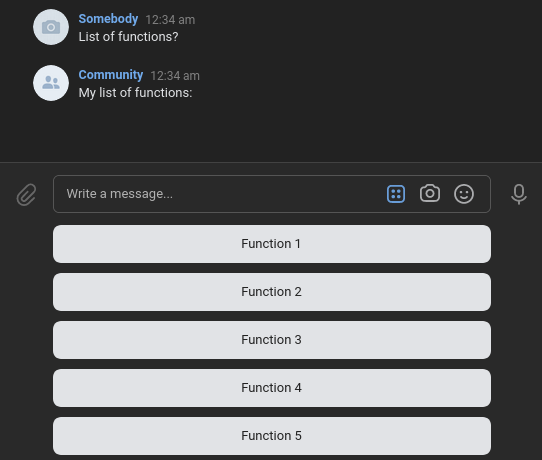 Somebody 12:34 am
List of functions?
Community 12:34 am
My list of functions:
Write a message...
Function 1
Function 2
Function 3
Function 4
Function 5